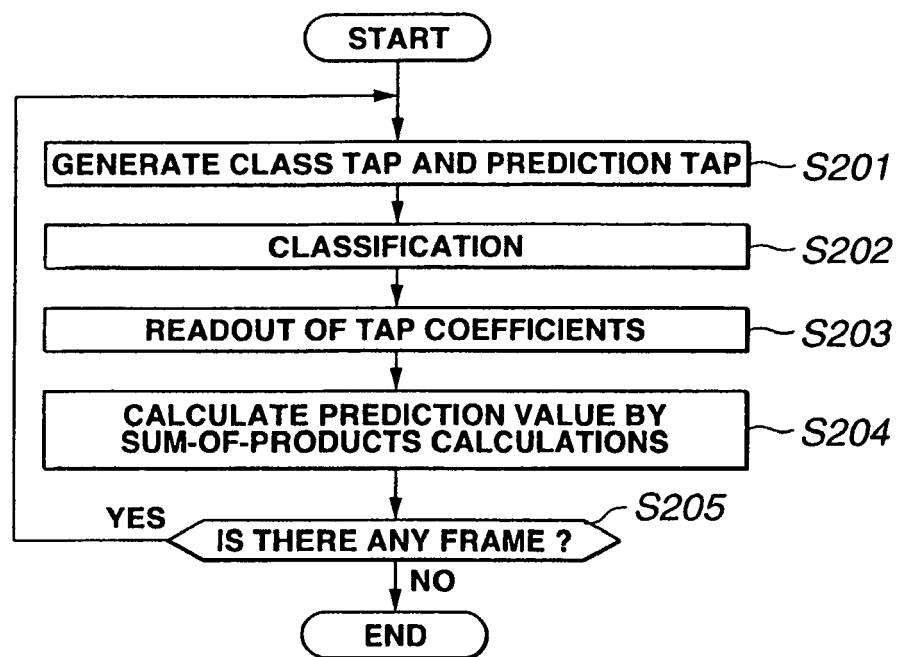 START
GENERATE CLASS TAP AND PREDICTION TAP
S201
CLASSIFICATION
S202
READOUT OF TAP COEFFICIENTS
S203
CALCULATE PREDICTION VALUE BY
SUM-OF-PRODUCTS CALCULATIONS
S204
S205
YES
IS THERE ANY FRAME ?
NO
END